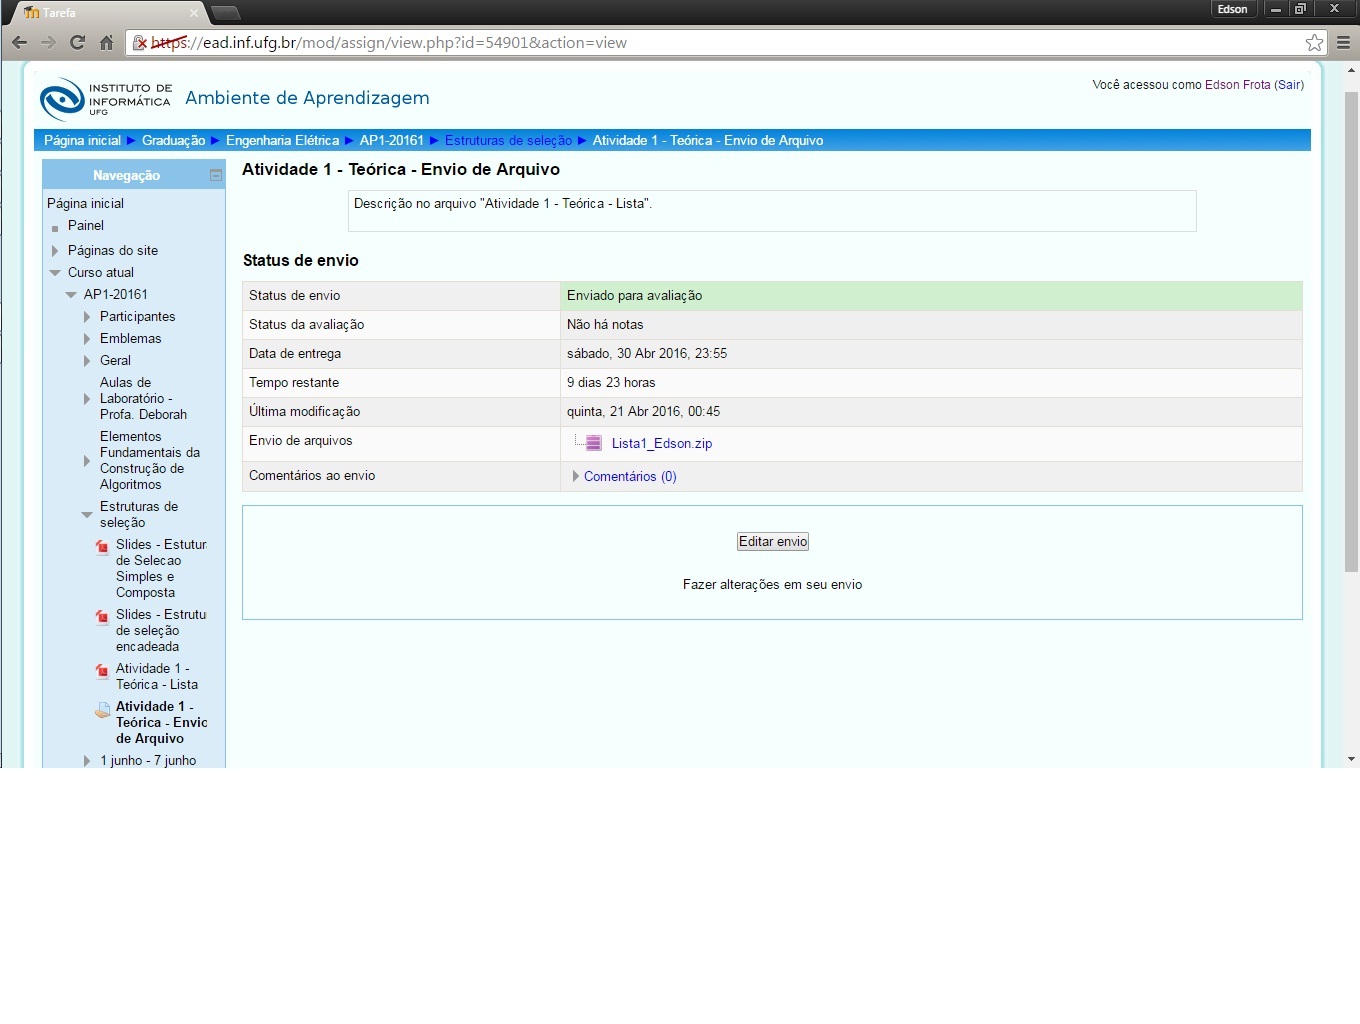 Tarefa
Edson
https://ead.inf.ufg.br/mod/assign/view.php?id=54901&action=view
INSTITUTO DE
INFORMÁTICA
UFG
Ambiente de Aprendizagem
Você acessou como Edson Frota (Sair)
Página inicial ► Graduação ► Engenharia Elétrica ► AP1-20161 ► Estruturas de seleção ► Atividade 1 - Teórica - Envio de Arquivo
Navegação
Página inicial
Painel
Páginas do site
Curso atual
AP1-20161
Participantes
Emblemas
Geral
Aulas de
Laboratório -
Profa. Deborah
Elementos
Fundamentais da
Construção de
Algoritmos
Estruturas de
seleção
Slides - Estutur
de Selecao
Simples e
Composta
Slides - Estrutu
de seleção
encadeada
Atividade 1 -
Teórica - Lista
Atividade 1 -
Teórica - Envio
de Arquivo
1 junho - 7 junho
Atividade 1 - Teórica - Envio de Arquivo
Descrição no arquivo "Atividade 1 - Teórica - Lista".
Status de envio
Status de envio Enviado para avaliação
Status da avaliação Não há notas
Data de entrega sábado, 30 Abr 2016, 23:55
Tempo restante 9 dias 23 horas
Última modificação quinta, 21 Abr 2016, 00:45
Envio de arquivos Lista1_Edson.zip
Comentários ao envio Comentários (0)
Editar envio
Fazer alterações em seu envio